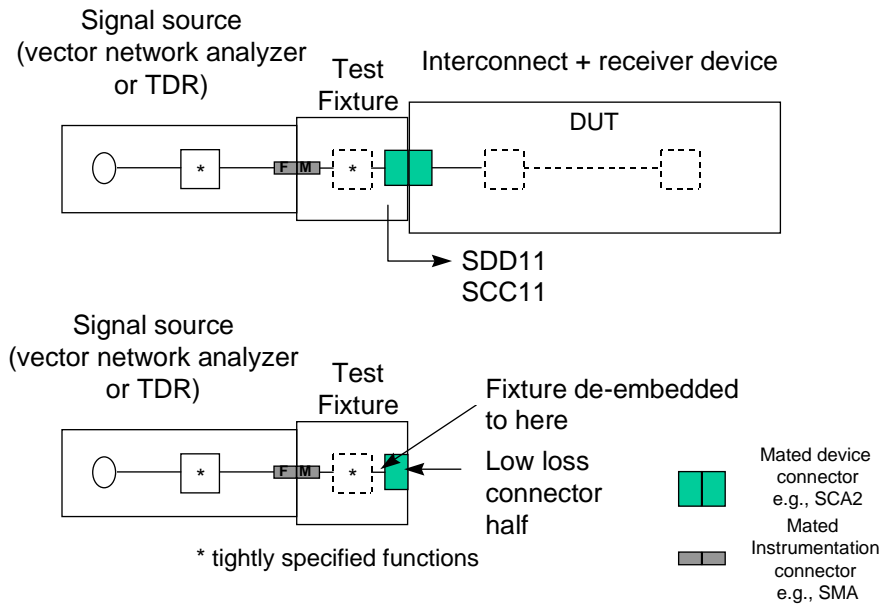 Signal source
(vector network analyzer
or TDR)
Test
Fixture
Interconnect + receiver device
DUT
*
F M
*
SDD11
SCC11
Signal source
(vector network analyzer
or TDR)
Test
Fixture
Fixture de-embedded
to here
*
F M
*
Low loss
connector
half
* tightly specified functions
Mated device
connector
e.g., SCA2
Mated
Instrumentation
connector
e.g., SMA